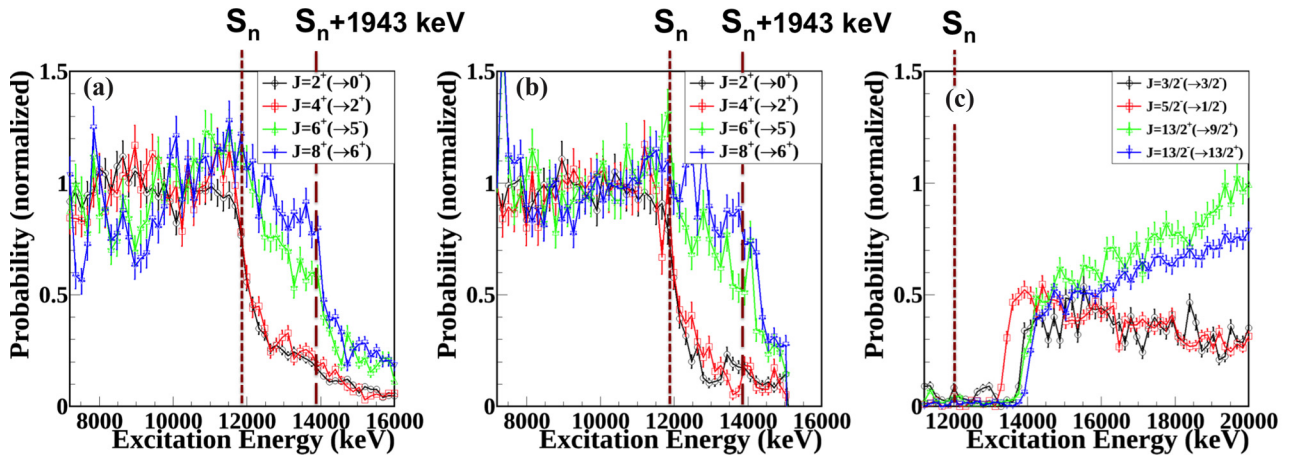 Sₙ
Sₙ+1943 keV
Sₙ
Sₙ+1943 keV
Sₙ
Probability (normalized)
1.5
1
0.5
0
(a)
J=2⁺(→0⁺)
J=4⁺(→2⁺)
J=6⁺(→5⁻)
J=8⁺(→6⁺)
8000 10000 12000 14000 16000
Excitation Energy (keV)
Probability (normalized)
1.5
1
0.5
0
(b)
J=2⁺(→0⁺)
J=4⁺(→2⁺)
J=6⁺(→5⁻)
J=8⁺(→6⁺)
8000 10000 12000 14000 16000
Excitation Energy (keV)
Probability (normalized)
1.5
1
0.5
0
(c)
J=3/2⁻(→3/2⁻)
J=5/2⁻(→1/2⁻)
J=13/2⁺(→9/2⁺)
J=13/2⁻(→13/2⁺)
12000 14000 16000 18000 20000
Excitation Energy (keV)